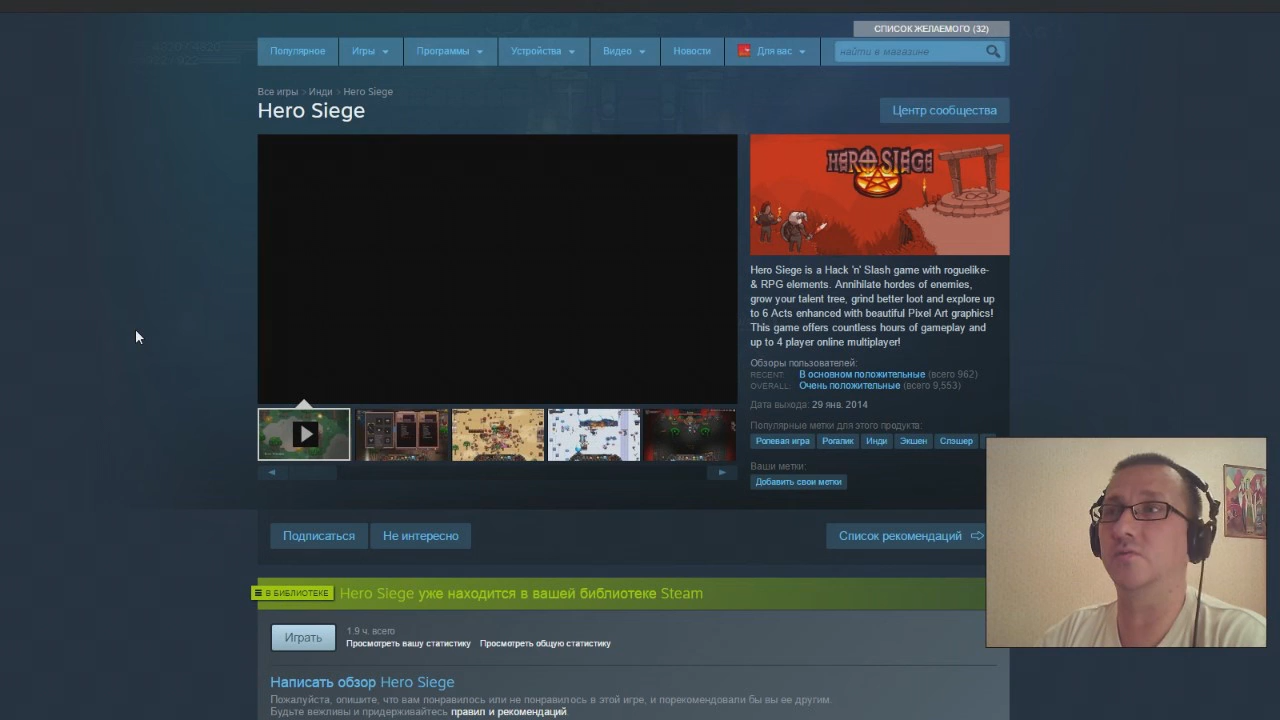 СПИСОК ЖЕЛАЕМОГО (32)
Популярное Игры Программы Устройства Видео Новости Для вас найти в магазине
Все игры > Инди > Hero Siege
Hero Siege
Центр сообщества
HERO SIEGE
Hero Siege is a Hack 'n' Slash game with roguelike-
& RPG elements. Annihilate hordes of enemies,
grow your talent tree, grind better loot and explore up
to 6 Acts enhanced with beautiful Pixel Art graphics!
This game offers countless hours of gameplay and
up to 4 player online multiplayer!
Обзоры пользователей:
RECENT: В основном положительные (всего 962)
OVERALL: Очень положительные (всего 9,553)
Дата выхода: 29 янв. 2014
Популярные метки для этого продукта:
Ролевая игра Рогалик Инди Экшен Слэшер
Ваши метки:
Добавить свои метки
Подписаться Не интересно Список рекомендаций
В БИБЛИОТЕКЕ Hero Siege уже находится в вашей библиотеке Steam
Играть
1.9 ч. всего
Просмотреть вашу статистику Просмотреть общую статистику
Написать обзор Hero Siege
Пожалуйста, опишите, что вам понравилось или не понравилось в этой игре, и порекомендовали бы вы ее другим.
Будьте вежливы и придерживайтесь правил и рекомендаций.